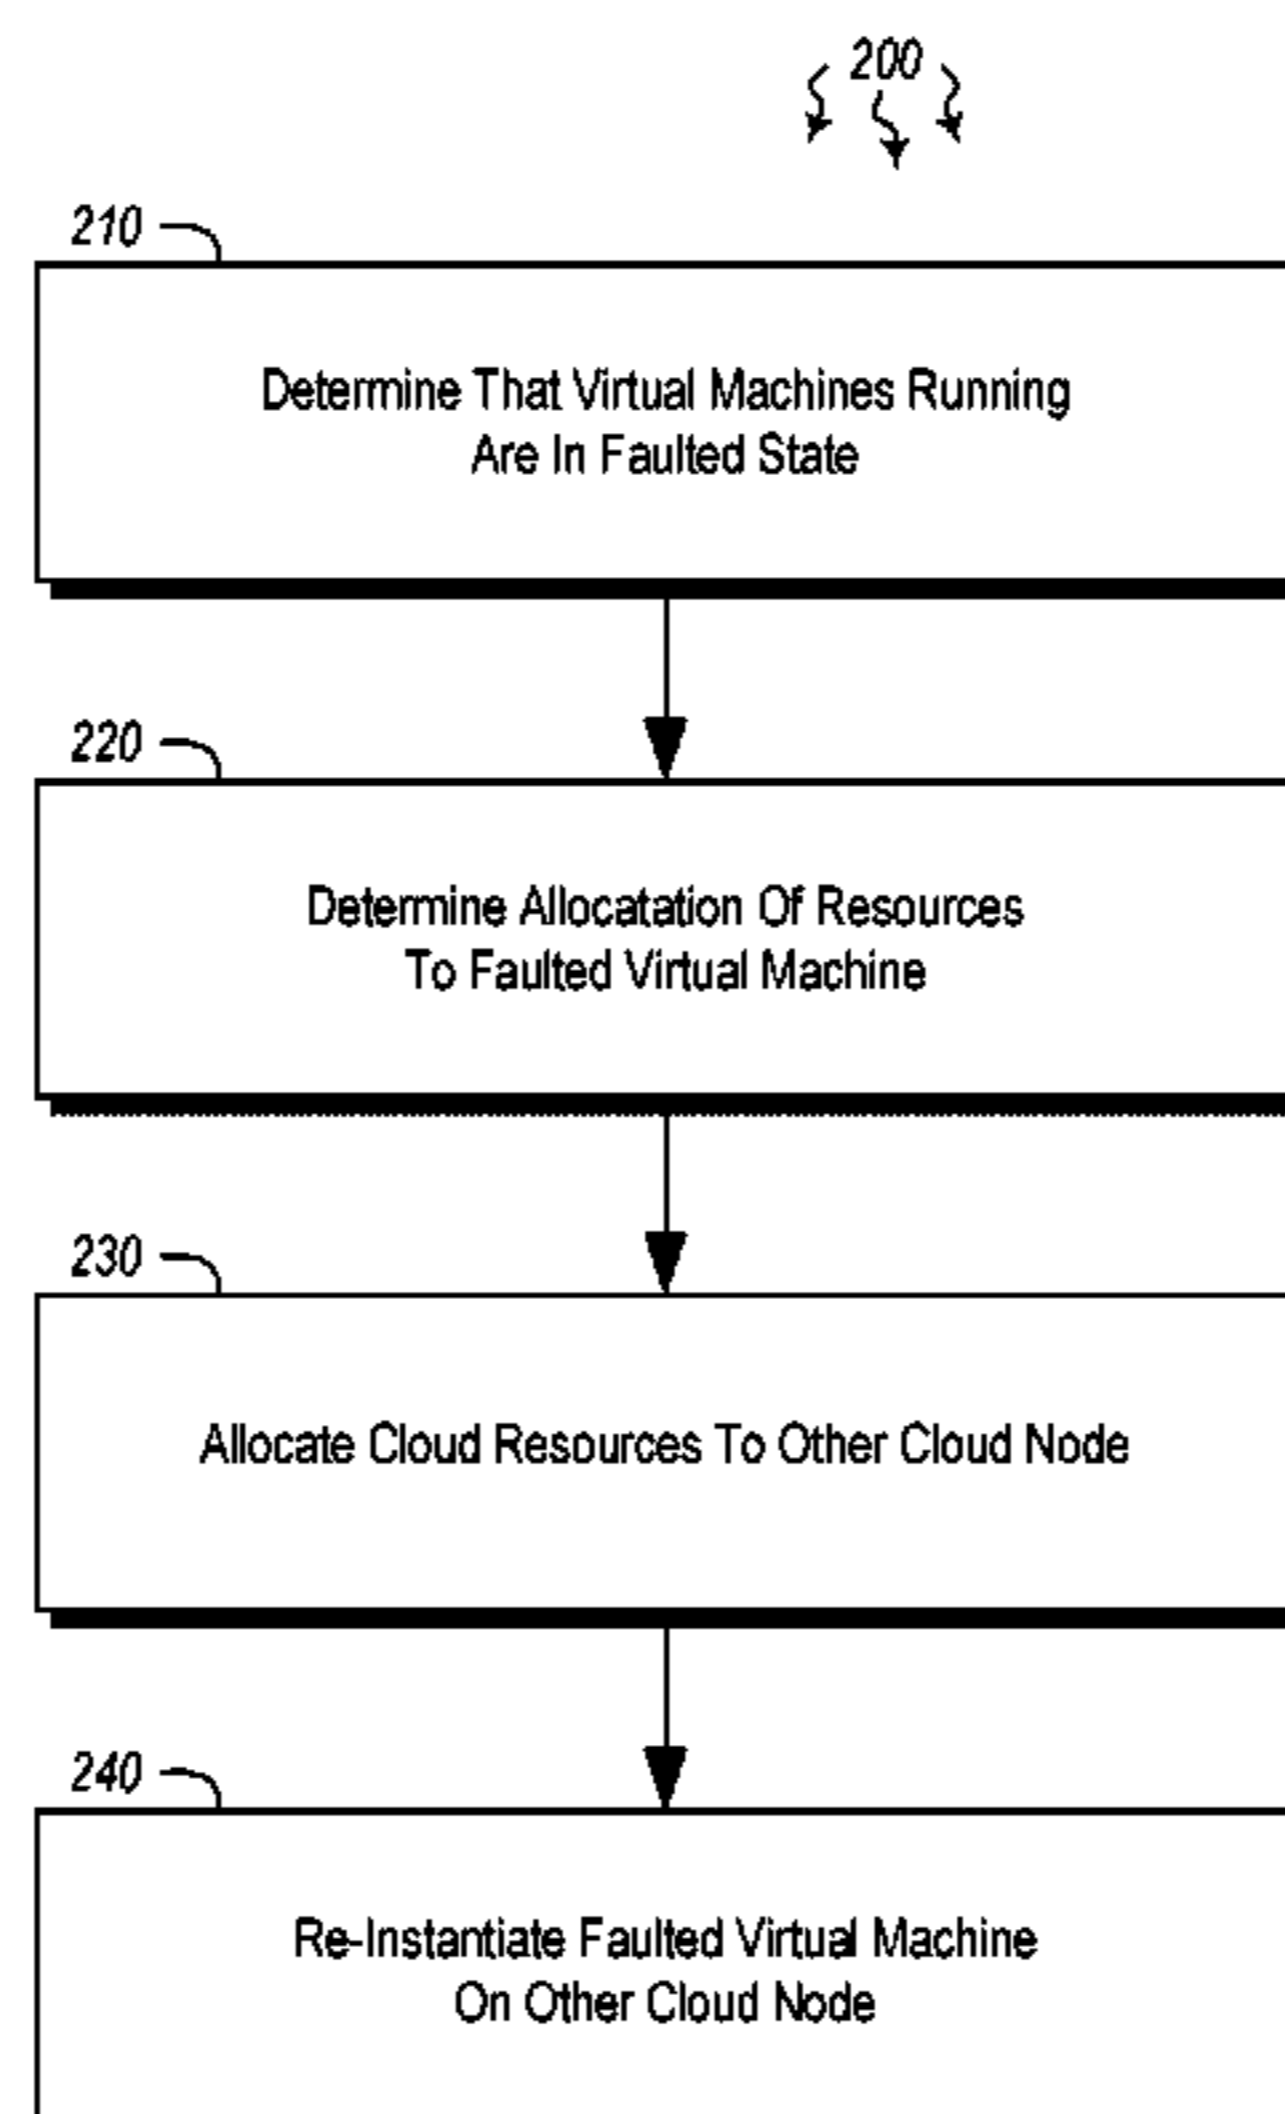 200
210
Determine That Virtual Machines Running
Are In Faulted State
220
Determine Allocatation Of Resources
To Faulted Virtual Machine
230
Allocate Cloud Resources To Other Cloud Node
240
Re-Instantiate Faulted Virtual Machine
On Other Cloud Node